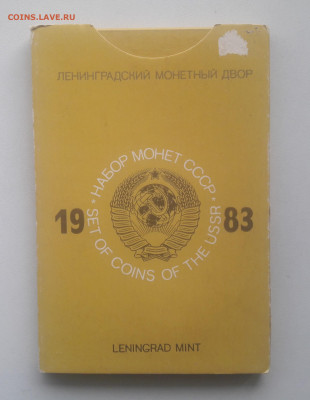 COINS.LAVE.RU
ЛЕНИНГРАДСКИЙ МОНЕТНЫЙ ДВОР
• НАБОР МОНЕТ СССР •
19 83
SET OF COINS OF THE USSR
LENINGRAD MINT